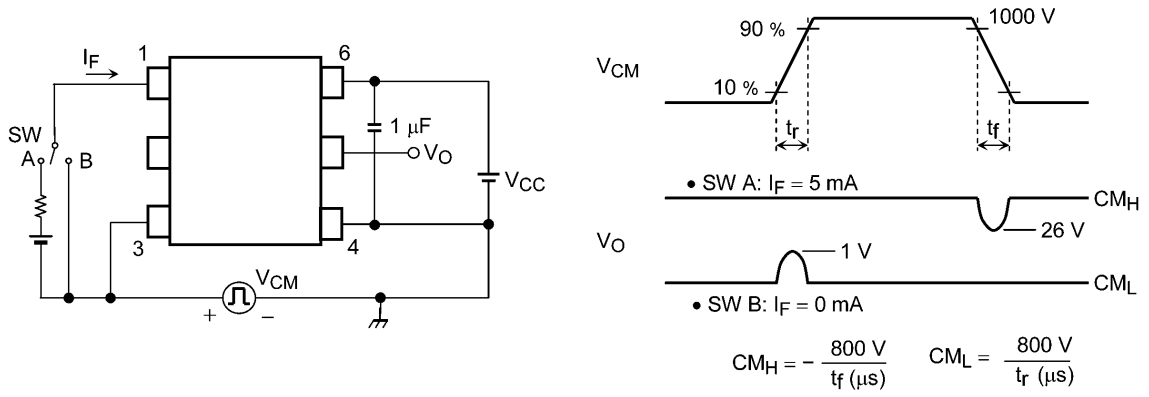 I_F
1
6
SW
A
B
1 μF
V_O
V_CC
3
4
V_CM
+
−
V_CM
90 %
10 %
1000 V
t_r
t_f
• SW A: I_F = 5 mA
CM_H
V_O
26 V
1 V
CM_L
• SW B: I_F = 0 mA
CM_H = − 800 V / t_f (μs)
CM_L = 800 V / t_r (μs)